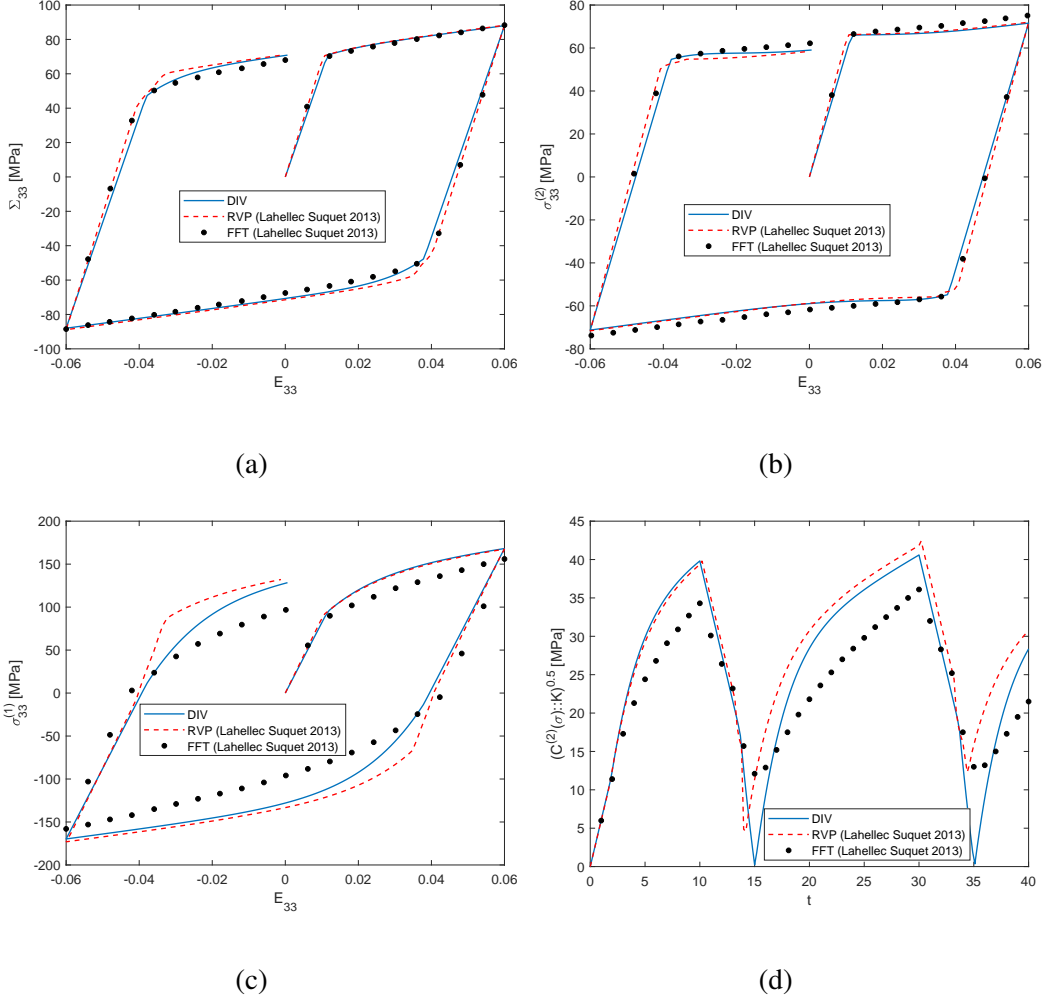 100
80
60
40
20
0
-20
-40
-60
-80
-100
Σ33 [MPa]
DIV
RVP (Lahellec Suquet 2013)
FFT (Lahellec Suquet 2013)
-0.06 -0.04 -0.02 0 0.02 0.04 0.06
E33
(a)
80
60
40
20
0
-20
-40
-60
-80
σ33(2) [MPa]
DIV
RVP (Lahellec Suquet 2013)
FFT (Lahellec Suquet 2013)
-0.06 -0.04 -0.02 0 0.02 0.04 0.06
E33
(b)
200
150
100
50
0
-50
-100
-150
-200
σ33(1) [MPa]
DIV
RVP (Lahellec Suquet 2013)
FFT (Lahellec Suquet 2013)
-0.06 -0.04 -0.02 0 0.02 0.04 0.06
E33
(c)
45
40
35
30
25
20
15
10
5
0
(C(2)(σ)::K)0.5 [MPa]
DIV
RVP (Lahellec Suquet 2013)
FFT (Lahellec Suquet 2013)
0 5 10 15 20 25 30 35 40
t
(d)